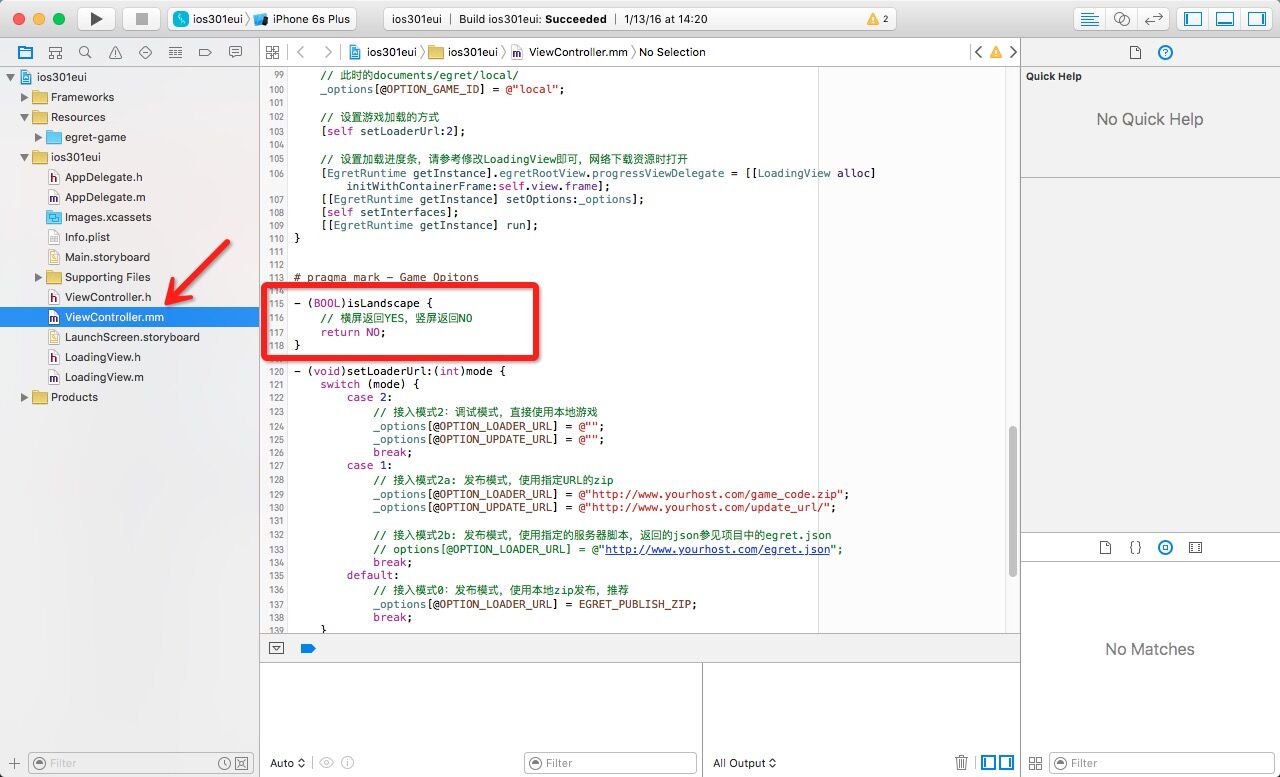 ios301eui iPhone 6s Plus
ios301eui | Build ios301eui: Succeeded | 1/13/16 at 14:20
2
ios301eui
Frameworks
Resources
egret-game
ios301eui
AppDelegate.h
AppDelegate.m
Images.xcassets
Info.plist
Main.storyboard
Supporting Files
ViewController.h
ViewController.mm
LaunchScreen.storyboard
LoadingView.h
LoadingView.m
Products
Filter
ios301eui ios301eui ViewController.mm No Selection
99 // 此时的documents/egret/local/
100 _options[@OPTION_GAME_ID] = @"local";
101
102 // 设置游戏加载的方式
103 [self setLoaderUrl:2];
104
105 // 设置加载进度条，请参考修改LoadingView即可，网络下载资源时打开
106 [EgretRuntime getInstance].egretRootView.progressViewDelegate = [[LoadingView alloc]
initWithContainerFrame:self.view.frame];
107 [[EgretRuntime getInstance] setOptions:_options];
108 [self setInterfaces];
109 [[EgretRuntime getInstance] run];
110 }
111
112
113 # pragma mark - Game Opitons
114
115 - (BOOL)isLandscape {
116 // 横屏返回YES，竖屏返回NO
117 return NO;
118 }
120 - (void)setLoaderUrl:(int)mode {
121 switch (mode) {
122 case 2:
123 // 接入模式2：调试模式，直接使用本地游戏
124 _options[@OPTION_LOADER_URL] = @"";
125 _options[@OPTION_UPDATE_URL] = @"";
126 break;
127 case 1:
128 // 接入模式2a: 发布模式，使用指定URL的zip
129 _options[@OPTION_LOADER_URL] = @"http://www.yourhost.com/game_code.zip";
130 _options[@OPTION_UPDATE_URL] = @"http://www.yourhost.com/update_url/";
131
132 // 接入模式2b: 发布模式，使用指定的服务器脚本，返回的json参见项目中的egret.json
133 // options[@OPTION_LOADER_URL] = @"http://www.yourhost.com/egret.json";
134 break;
135 default:
136 // 接入模式0：发布模式，使用本地zip发布，推荐
137 _options[@OPTION_LOADER_URL] = EGRET_PUBLISH_ZIP;
138 break;
139 }
Auto
Filter
All Output
Quick Help
No Quick Help
No Matches
Filter